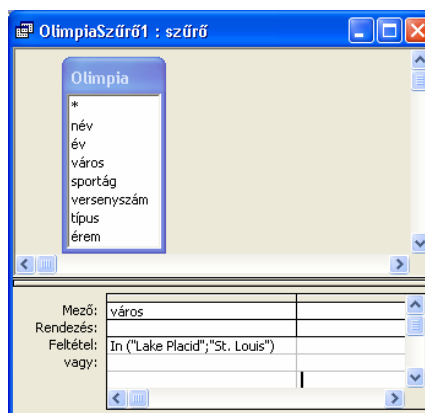 OlimpiaSzűrő1 : szűrő
Olimpia
*
név
év
város
sportág
versenyszám
típus
érem
Mező: város
Rendezés:
Feltétel: In ("Lake Placid";"St. Louis")
vagy: